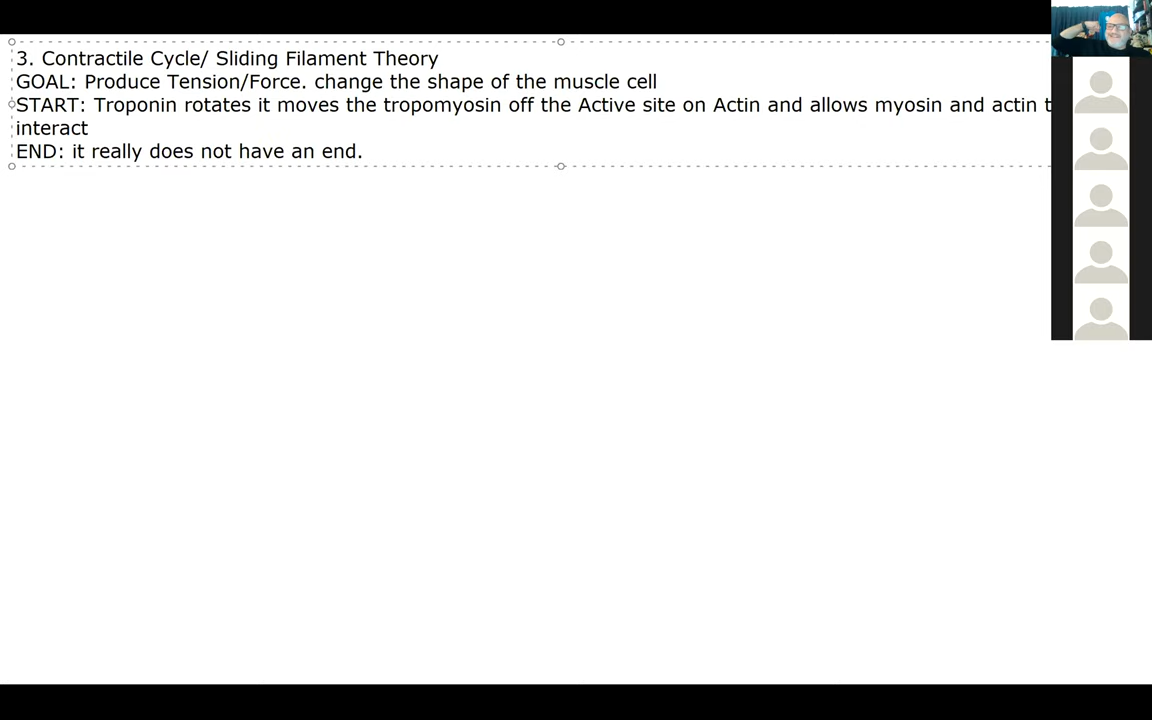 3. Contractile Cycle/ Sliding Filament Theory
GOAL: Produce Tension/Force. change the shape of the muscle cell
START: Troponin rotates it moves the tropomyosin off the Active site on Actin and allows myosin and actin t
interact
END: it really does not have an end.